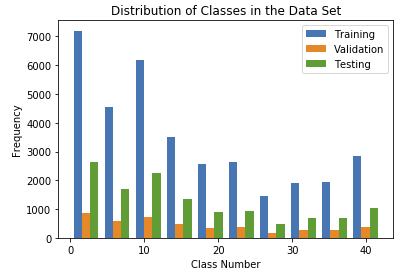 Distribution of Classes in the Data Set
Training
Validation
Testing
Frequency
7000
6000
5000
4000
3000
2000
1000
0
0
10
20
30
40
Class Number